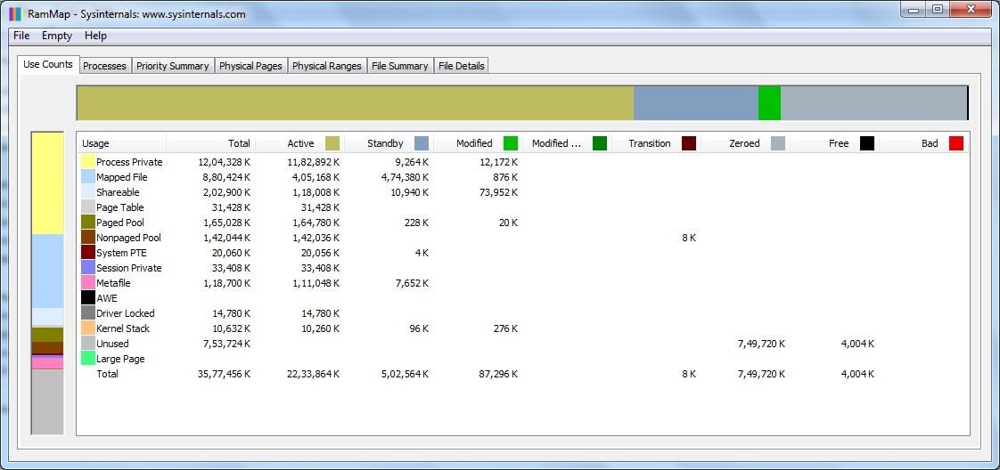 RamMap - Sysinternals: www.sysinternals.com
File Empty Help
Use Counts Processes Priority Summary Physical Pages Physical Ranges File Summary File Details
Usage Total Active Standby Modified Modified ... Transition Zeroed Free Bad
Process Private 12,04,328 K 11,82,892 K 9,264 K 12,172 K
Mapped File 8,80,424 K 4,05,168 K 4,74,380 K 876 K
Shareable 2,02,900 K 1,18,008 K 10,940 K 73,952 K
Page Table 31,428 K 31,428 K
Paged Pool 1,65,028 K 1,64,780 K 228 K 20 K
Nonpaged Pool 1,42,044 K 1,42,036 K 8 K
System PTE 20,060 K 20,056 K 4 K
Session Private 33,408 K 33,408 K
Metafile 1,18,700 K 1,11,048 K 7,652 K
AWE
Driver Locked 14,780 K 14,780 K
Kernel Stack 10,632 K 10,260 K 96 K 276 K
Unused 7,53,724 K 7,49,720 K 4,004 K
Large Page
Total 35,77,456 K 22,33,864 K 5,02,564 K 87,296 K 8 K 7,49,720 K 4,004 K